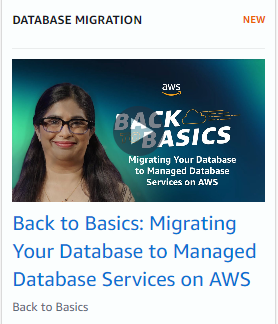 DATABASE MIGRATION NEW
aws
BACK
BASICS
Migrating Your Database
to Managed Database
Services on AWS
Back to Basics: Migrating
Your Database to Managed
Database Services on AWS
Back to Basics